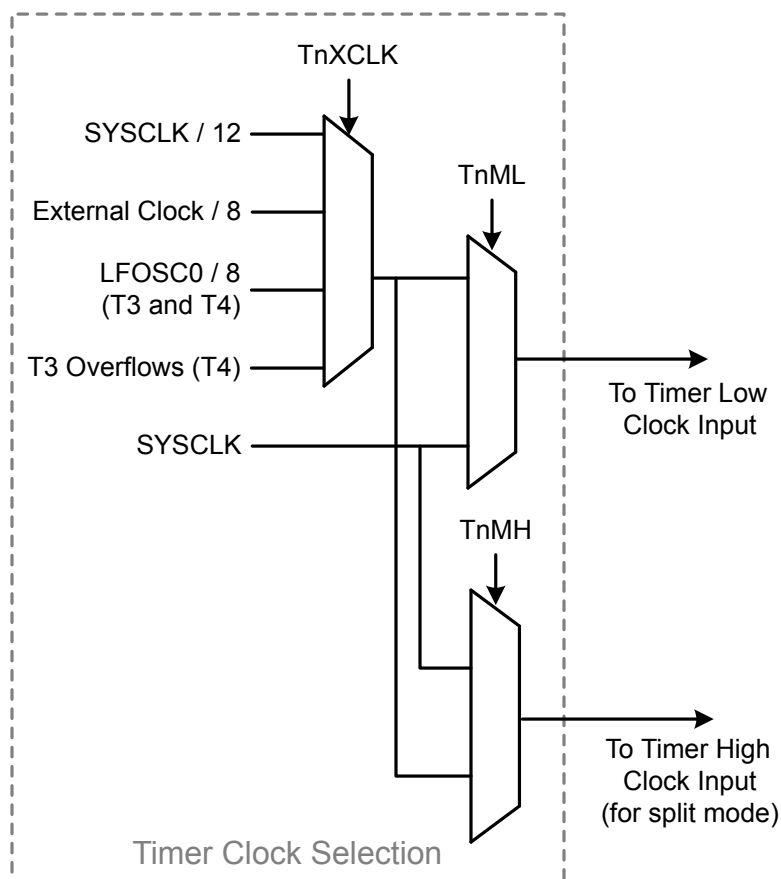 TnXCLK
SYSCLK / 12
TnML
External Clock / 8
LFOSC0 / 8
(T3 and T4)
T3 Overflows (T4)
To Timer Low
Clock Input
SYSCLK
TnMH
To Timer High
Clock Input
(for split mode)
Timer Clock Selection